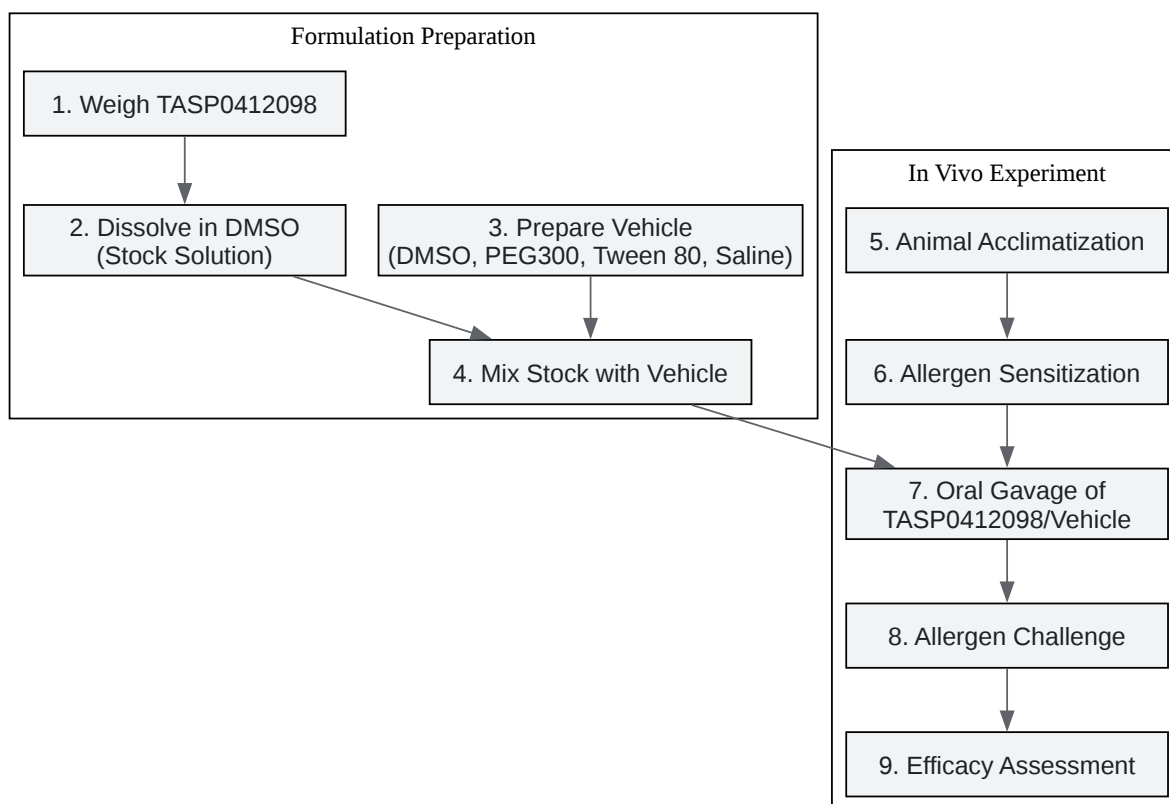 Formulation Preparation
1. Weigh TASP0412098
2. Dissolve in DMSO
(Stock Solution)
3. Prepare Vehicle
(DMSO, PEG300, Tween 80, Saline)
4. Mix Stock with Vehicle
In Vivo Experiment
5. Animal Acclimatization
6. Allergen Sensitization
7. Oral Gavage of
TASP0412098/Vehicle
8. Allergen Challenge
9. Efficacy Assessment